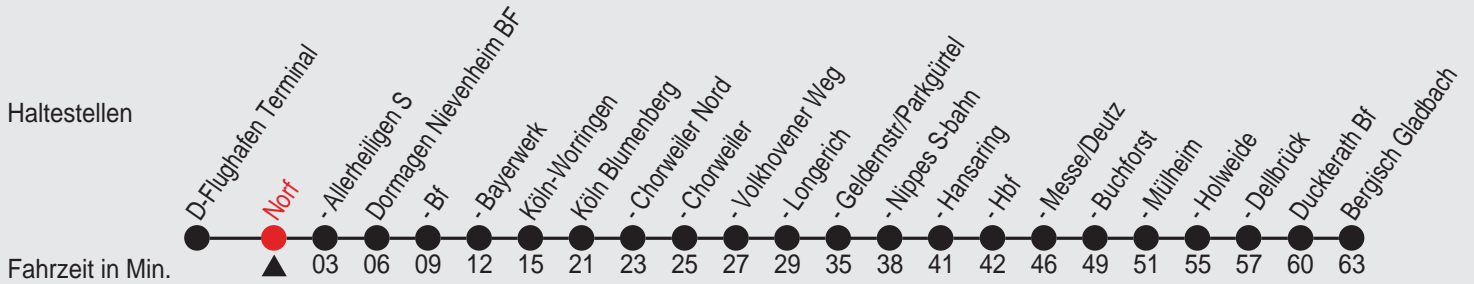 Haltestellen
D-Flughafen Terminal
Norf
- Allerheiligen S
Dormagen Nievenheim BF
- Bf
- Bayerwerk
Köln-Worringen
Köln Blumenberg
- Chorweiler Nord
- Chorweiler
- Volkhovener Weg
- Longerich
- Geldernstr/Parkgürtel
- Nippes S-bahn
- Hansaring
- Hbf
- Messe/Deutz
- Buchforst
- Mülheim
- Holweide
- Dellbrück
Duckterath Bf
Bergisch Gladbach
Fahrzeit in Min. 03 06 09 12 15 21 23 25 27 29 35 38 41 42 46 49 51 55 57 60 63